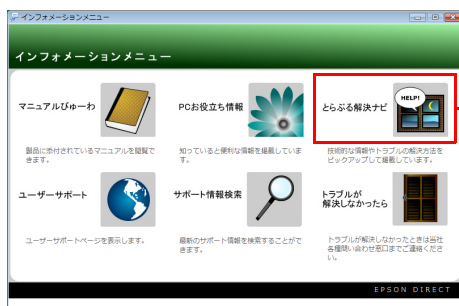 インフォメーションメニュー
インフォメーションメニュー
マニュアルびゅーわ
PCお役立ち情報
とらぶる解決ナビ
HELP!
製品に添付されているマニュアルを閲覧で
きます。
知っていると便利な情報を掲載していま
す。
技術的な情報やトラブルの解決方法を
ピックアップして掲載しています。
ユーザーサポート
サポート情報検索
トラブルが
解決しなかったら
ユーザーサポートページを表示します。
最新のサポート情報を検索することがで
きます。
トラブルが解決しなかったときは当社
各種問い合わせ窓口までご連絡くださ
い。
EPSON DIRECT